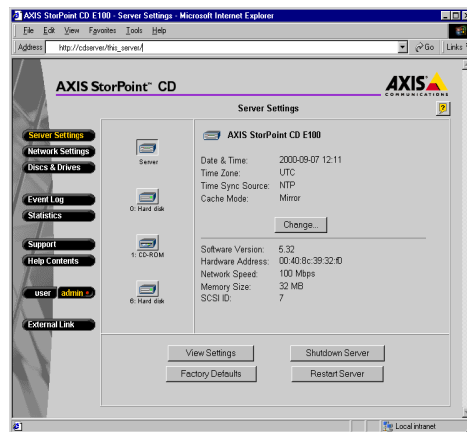 AXIS StorPoint CD E100 - Server Settings - Microsoft Internet Explorer
File Edit View Favorites Tools Help
Address http://cdserver/this_server/ Go Links
AXIS StorPoint™ CD
AXIS
COMMUNICATIONS
Server Settings
?
Server Settings
Network Settings
Discs & Drives
Event Log
Statistics
Support
Help Contents
user admin
External Link
Server
0: Hard disk
1: CD-ROM
6: Hard disk
AXIS StorPoint CD E100
Date & Time: 2000-09-07 12:11
Time Zone: UTC
Time Sync Source: NTP
Cache Mode: Mirror
Change...
Software Version: 5.32
Hardware Address: 00:40:8c:39:32:f0
Network Speed: 100 Mbps
Memory Size: 32 MB
SCSI ID: 7
View Settings Shutdown Server
Factory Defaults Restart Server
Local intranet